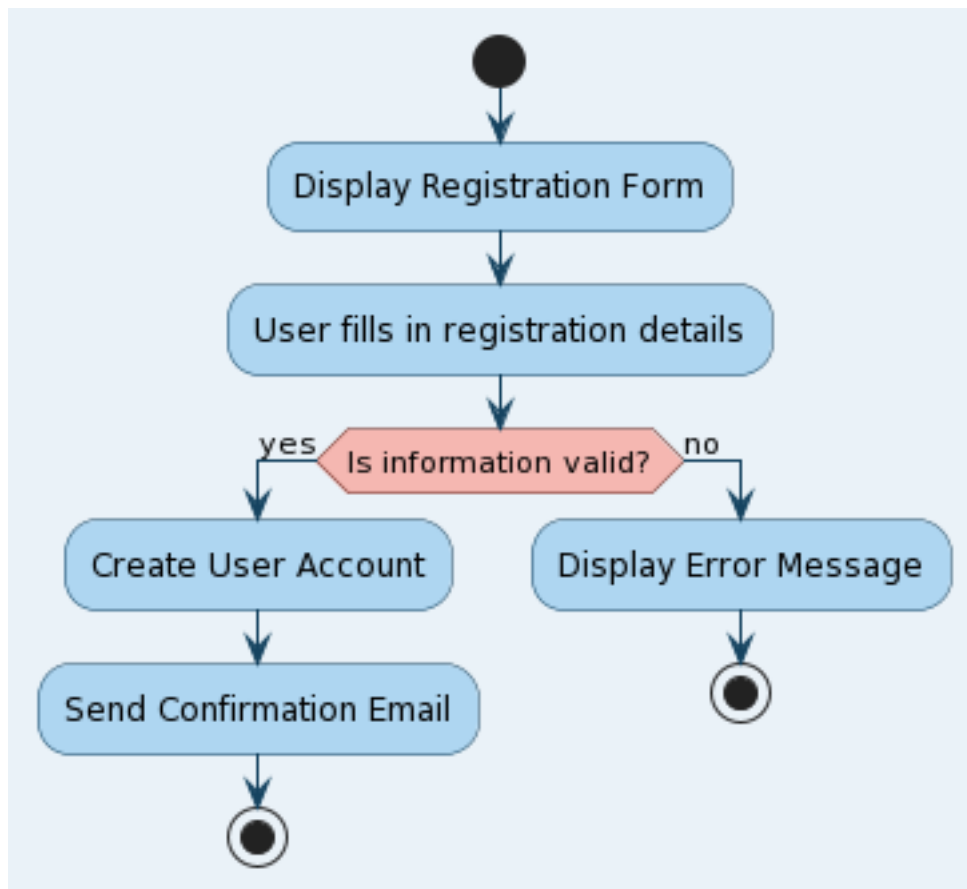 Display Registration Form
User fills in registration details
yes
Is information valid?
no
Create User Account
Display Error Message
Send Confirmation Email